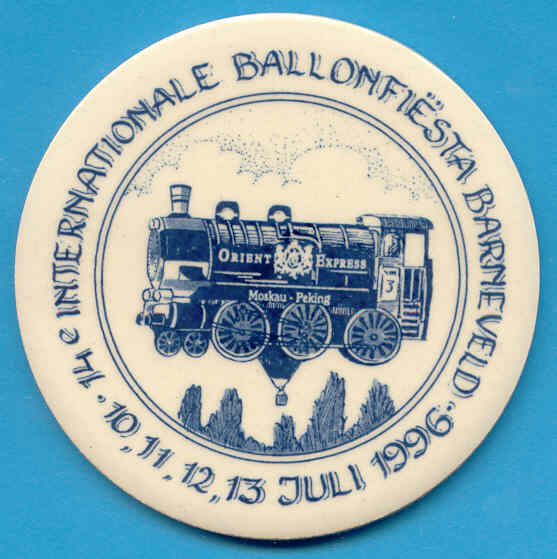 14e INTERNATIONALE BALLONFIËSTA BARNEVELD
10, 11, 12, 13 JULI 1996
ORIENT EXPRESS
Moskau - Peking
3